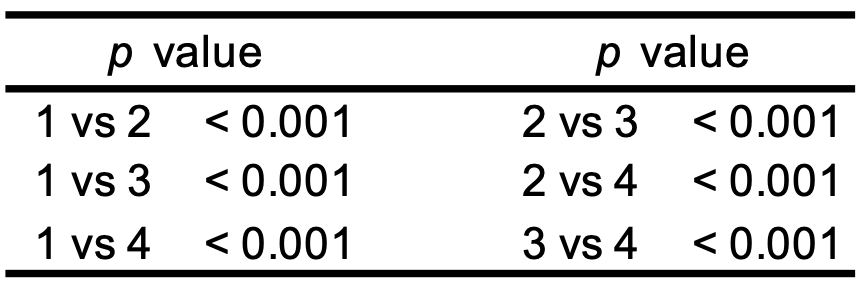 p value p value
1 vs 2 < 0.001 2 vs 3 < 0.001
1 vs 3 < 0.001 2 vs 4 < 0.001
1 vs 4 < 0.001 3 vs 4 < 0.001